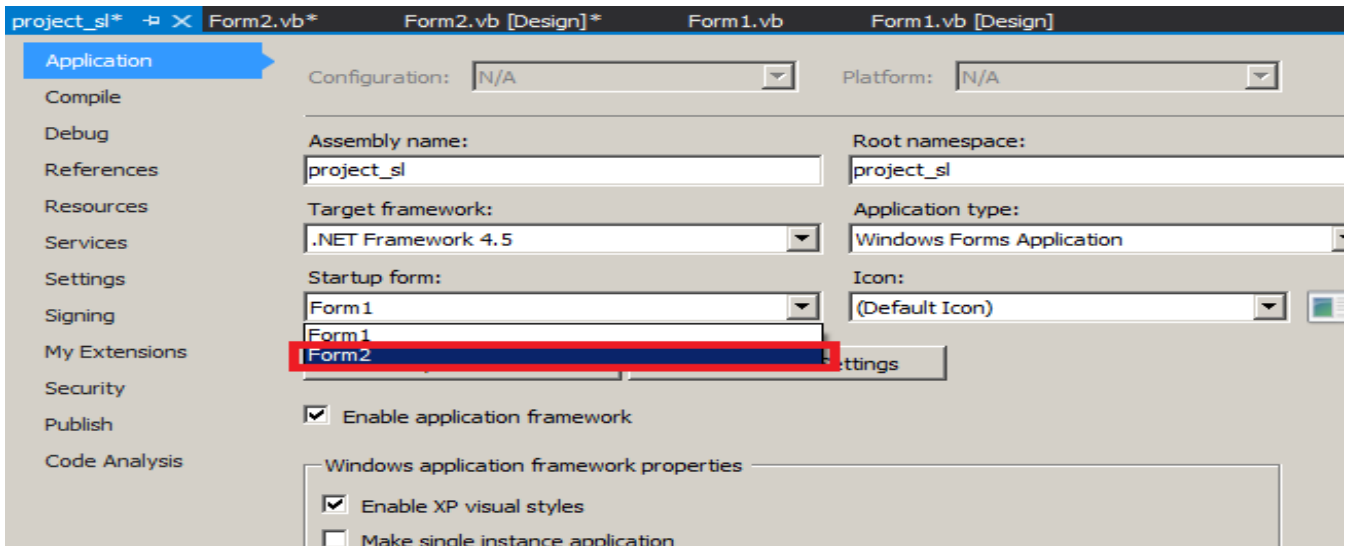 project_sl* Form2.vb* Form2.vb [Design]* Form1.vb Form1.vb [Design]
Application
Compile
Debug
References
Resources
Services
Settings
Signing
My Extensions
Security
Publish
Code Analysis
Configuration: N/A Platform: N/A
Assembly name: Root namespace:
project_sl project_sl
Target framework: Application type:
.NET Framework 4.5 Windows Forms Application
Startup form: Icon:
Form1 (Default Icon)
Form1
Form2
Settings
Enable application framework
Windows application framework properties
Enable XP visual styles
Make single instance application